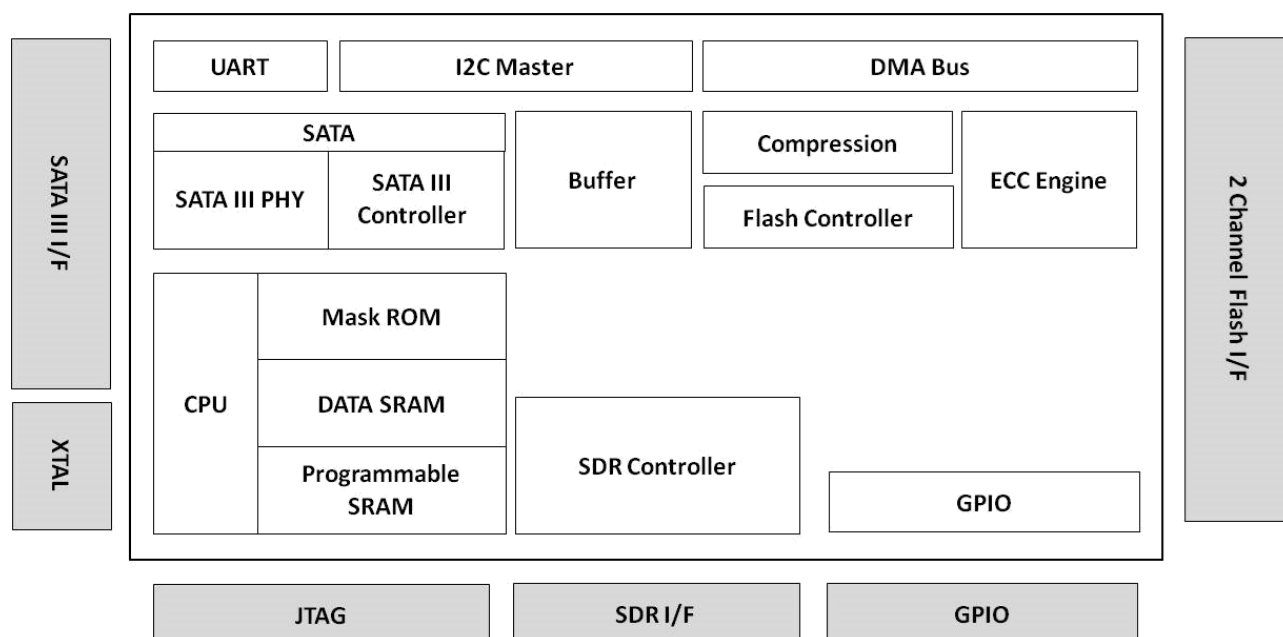 SATA III I/F
XTAL
UART
I2C Master
DMA Bus
SATA
SATA III PHY
SATA III
Controller
Buffer
Compression
Flash Controller
ECC Engine
CPU
Mask ROM
DATA SRAM
Programmable
SRAM
SDR Controller
GPIO
2 Channel Flash I/F
JTAG
SDR I/F
GPIO